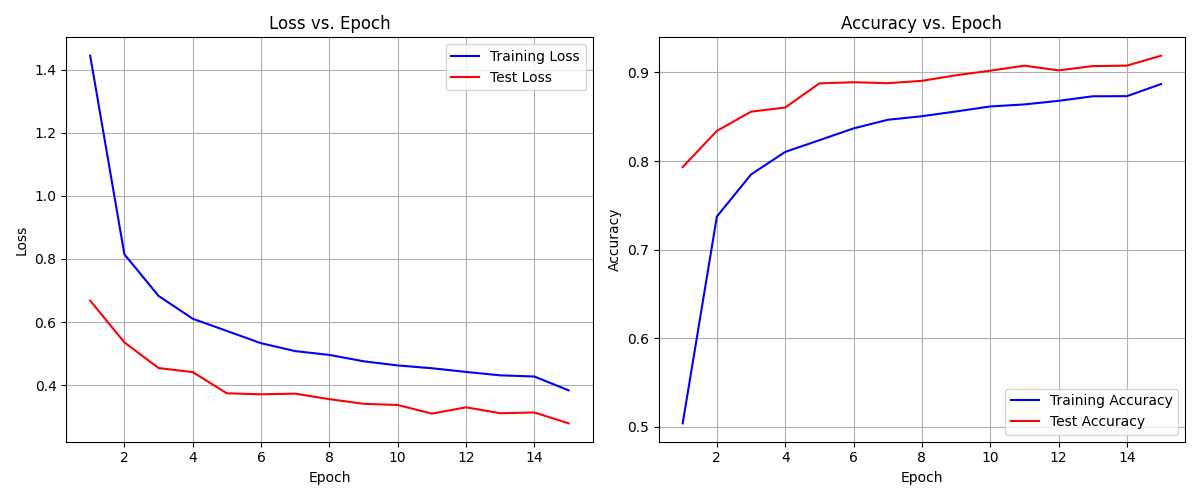 Loss vs. Epoch
Training Loss
Test Loss
1.4
1.2
1.0
0.8
0.6
0.4
Loss
2 4 6 8 10 12 14
Epoch
Accuracy vs. Epoch
0.9
0.8
0.7
0.6
0.5
Accuracy
Training Accuracy
Test Accuracy
2 4 6 8 10 12 14
Epoch